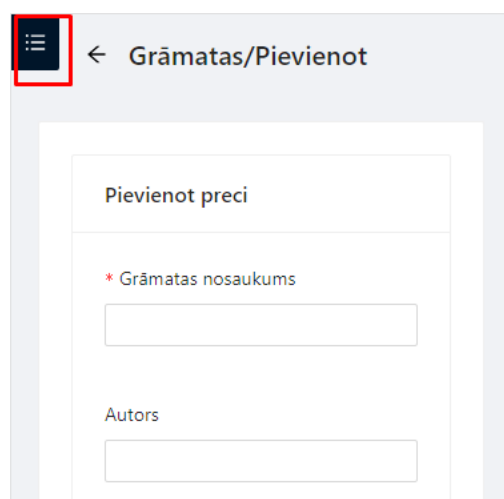 Grāmatas/Pievienot
Pievienot preci
* Grāmatas nosaukums
Autors